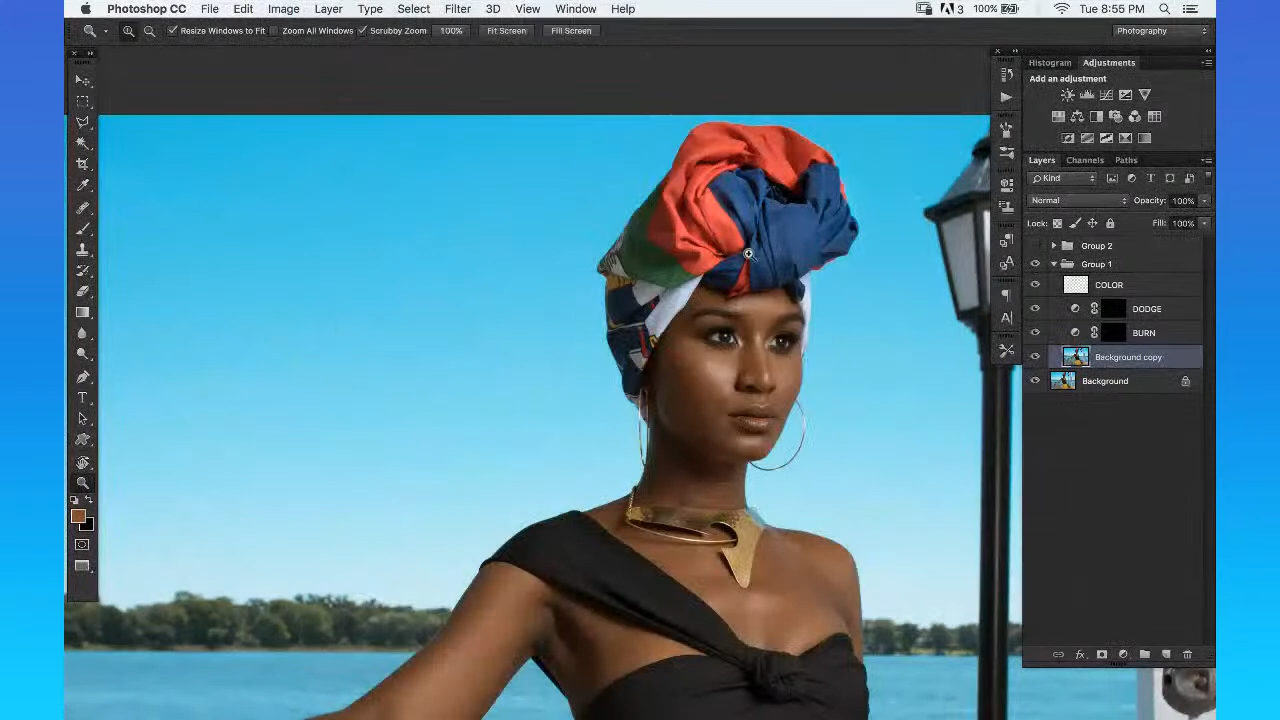 Photoshop CC File Edit Image Layer Type Select Filter 3D View Window Help 3 100% Tue 8:55 PM
Resize Windows to Fit Zoom All Windows Scrubby Zoom 100% Fit Screen Fill Screen Photography
Histogram Adjustments
Add an adjustment
Layers Channels Paths
Kind
Normal Opacity: 100%
Lock: Fill: 100%
Group 2
Group 1
COLOR
DODGE
BURN
Background copy
Background